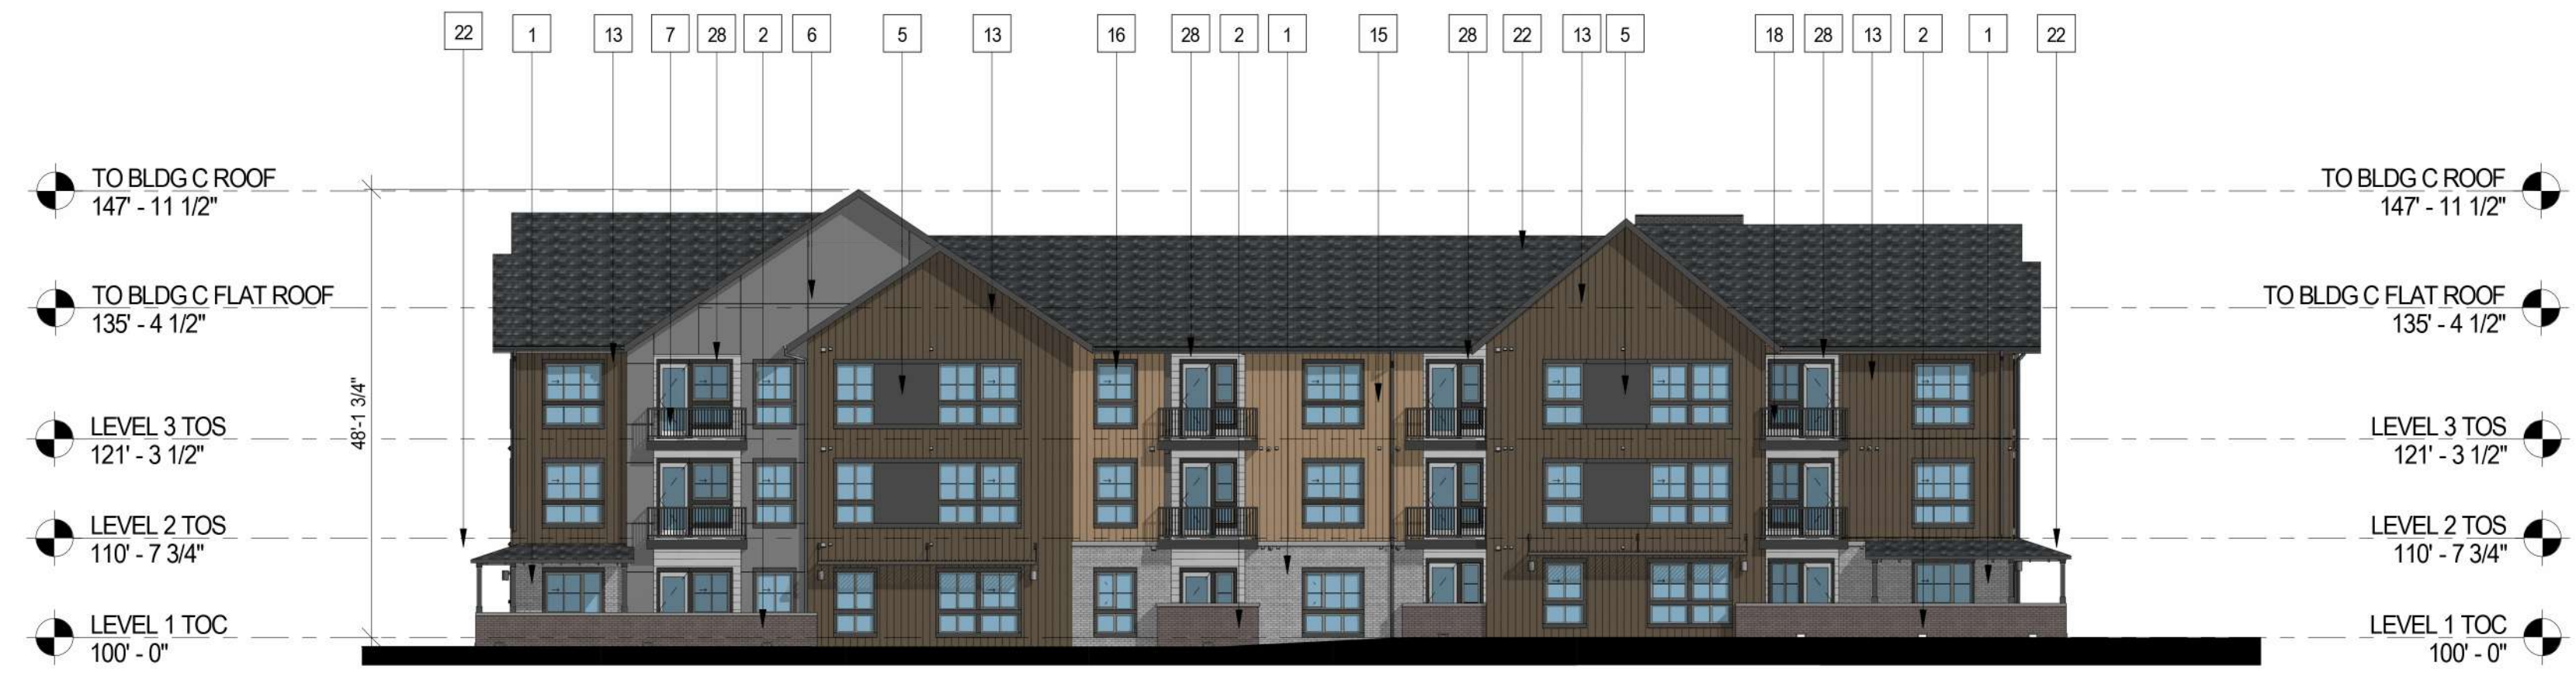 22 1 13 7 28 2 6 5 13 16 28 2 1 15 28 22 13 5 18 28 13 2 1 22
TO BLDG C ROOF
147' - 11 1/2"
TO BLDG C FLAT ROOF
135' - 4 1/2"
LEVEL 3 TOS
121' - 3 1/2"
LEVEL 2 TOS
110' - 7 3/4"
LEVEL 1 TOC
100' - 0"
48'-1 3/4"
TO BLDG C ROOF
147' - 11 1/2"
TO BLDG C FLAT ROOF
135' - 4 1/2"
LEVEL 3 TOS
121' - 3 1/2"
LEVEL 2 TOS
110' - 7 3/4"
LEVEL 1 TOC
100' - 0"